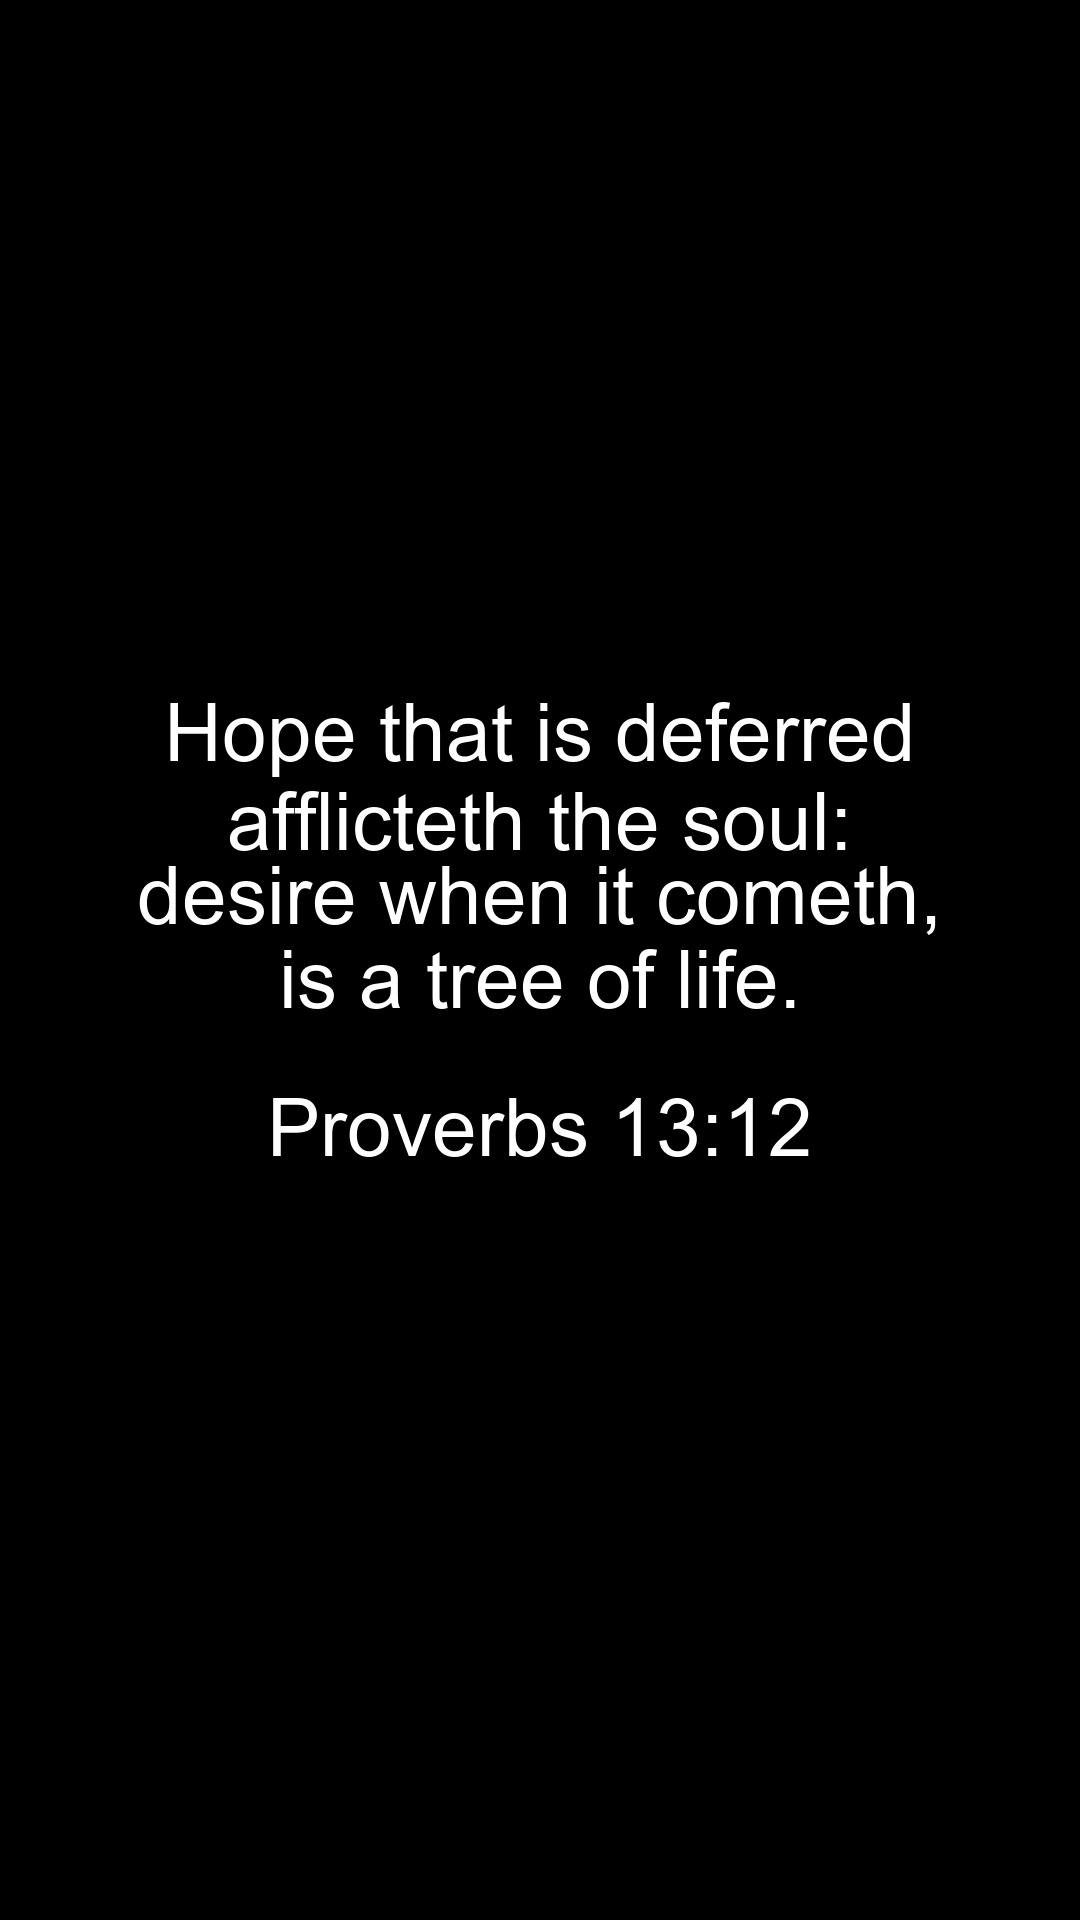 Hope that is deferred
afflicteth the soul:
desire when it cometh,
is a tree of life.
Proverbs 13:12